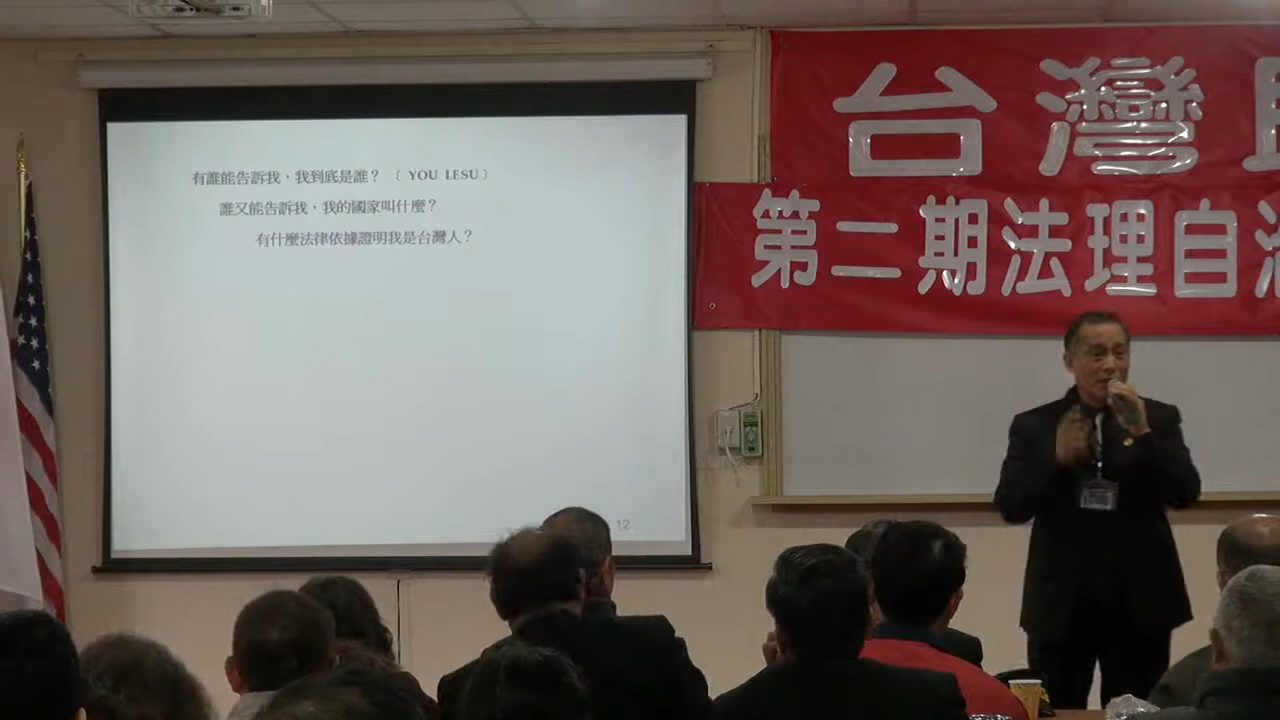 有誰能告訴我，我到底是誰？ ( YOU LESU )
誰又能告訴我，我的國家叫什麼？
有什麼法律依據證明我是台灣人？
12
台灣
第二期法理自治